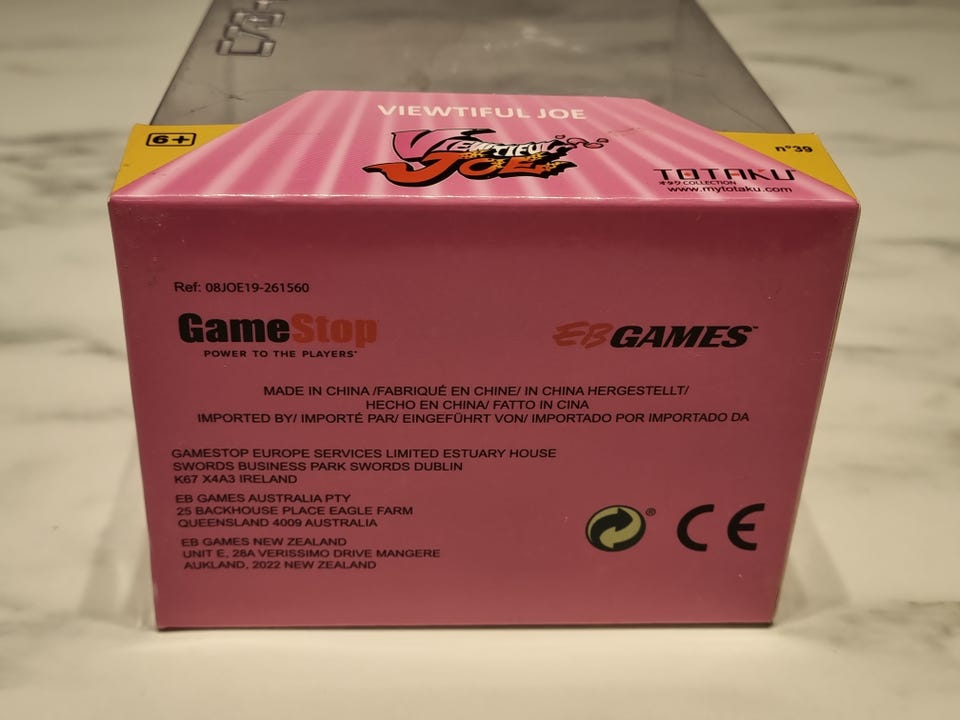 VIEWTIFUL JOE
6+
VIEWTIFUL
JOE
n°39
TOTAKU
オタク COLLECTION
www.mytotaku.com
Ref: 08JOE19-261560
GameStop
POWER TO THE PLAYERS®
EB GAMES™
MADE IN CHINA /FABRIQUÉ EN CHINE/ IN CHINA HERGESTELLT/
HECHO EN CHINA/ FATTO IN CINA
IMPORTED BY/ IMPORTÉ PAR/ EINGEFÜHRT VON/ IMPORTADO POR IMPORTADO DA
GAMESTOP EUROPE SERVICES LIMITED ESTUARY HOUSE
SWORDS BUSINESS PARK SWORDS DUBLIN
K67 X4A3 IRELAND
EB GAMES AUSTRALIA PTY
25 BACKHOUSE PLACE EAGLE FARM
QUEENSLAND 4009 AUSTRALIA
EB GAMES NEW ZEALAND
UNIT E, 28A VERISSIMO DRIVE MANGERE
AUKLAND, 2022 NEW ZEALAND
®
CE